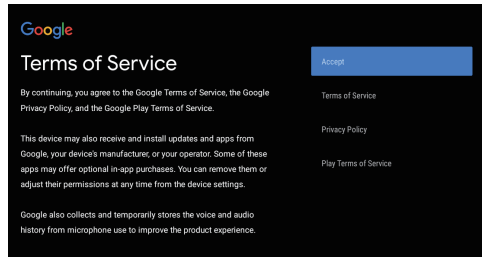 Google
Terms of Service
By continuing, you agree to the Google Terms of Service, the Google
Privacy Policy, and the Google Play Terms of Service.
This device may also receive and install updates and apps from
Google, your device's manufacturer, or your operator. Some of these
apps may offer optional in-app purchases. You can remove them or
adjust their permissions at any time from the device settings.
Google also collects and temporarily stores the voice and audio
history from microphone use to improve the product experience.
Accept
Terms of Service
Privacy Policy
Play Terms of Service